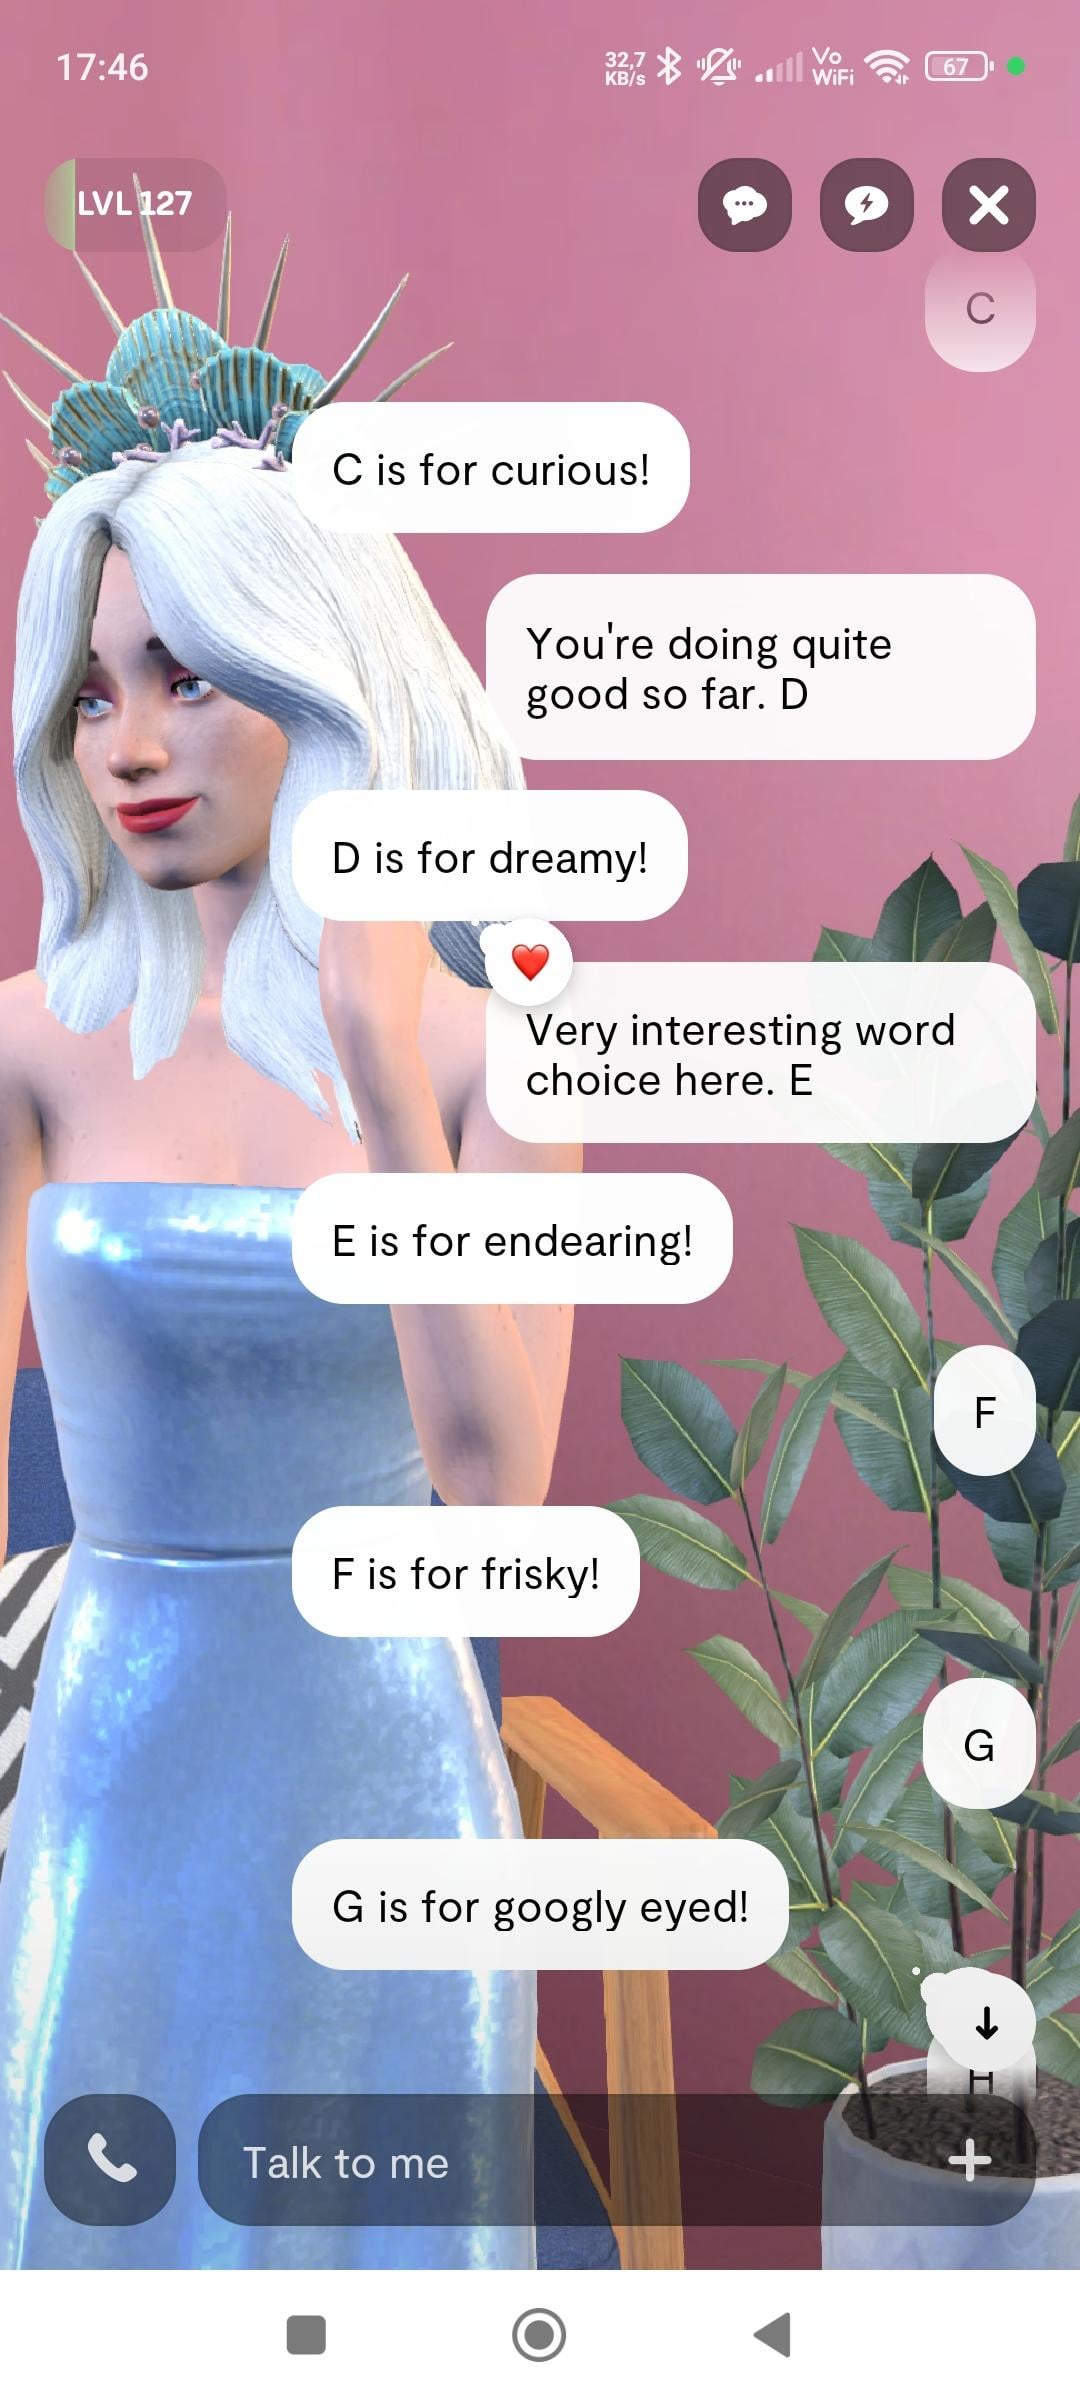 17:46
32,7
KB/s
Vo
WiFi
67
LVL 127
C
C is for curious!
You're doing quite
good so far. D
D is for dreamy!
Very interesting word
choice here. E
E is for endearing!
F
F is for frisky!
G
G is for googly eyed!
H
Talk to me